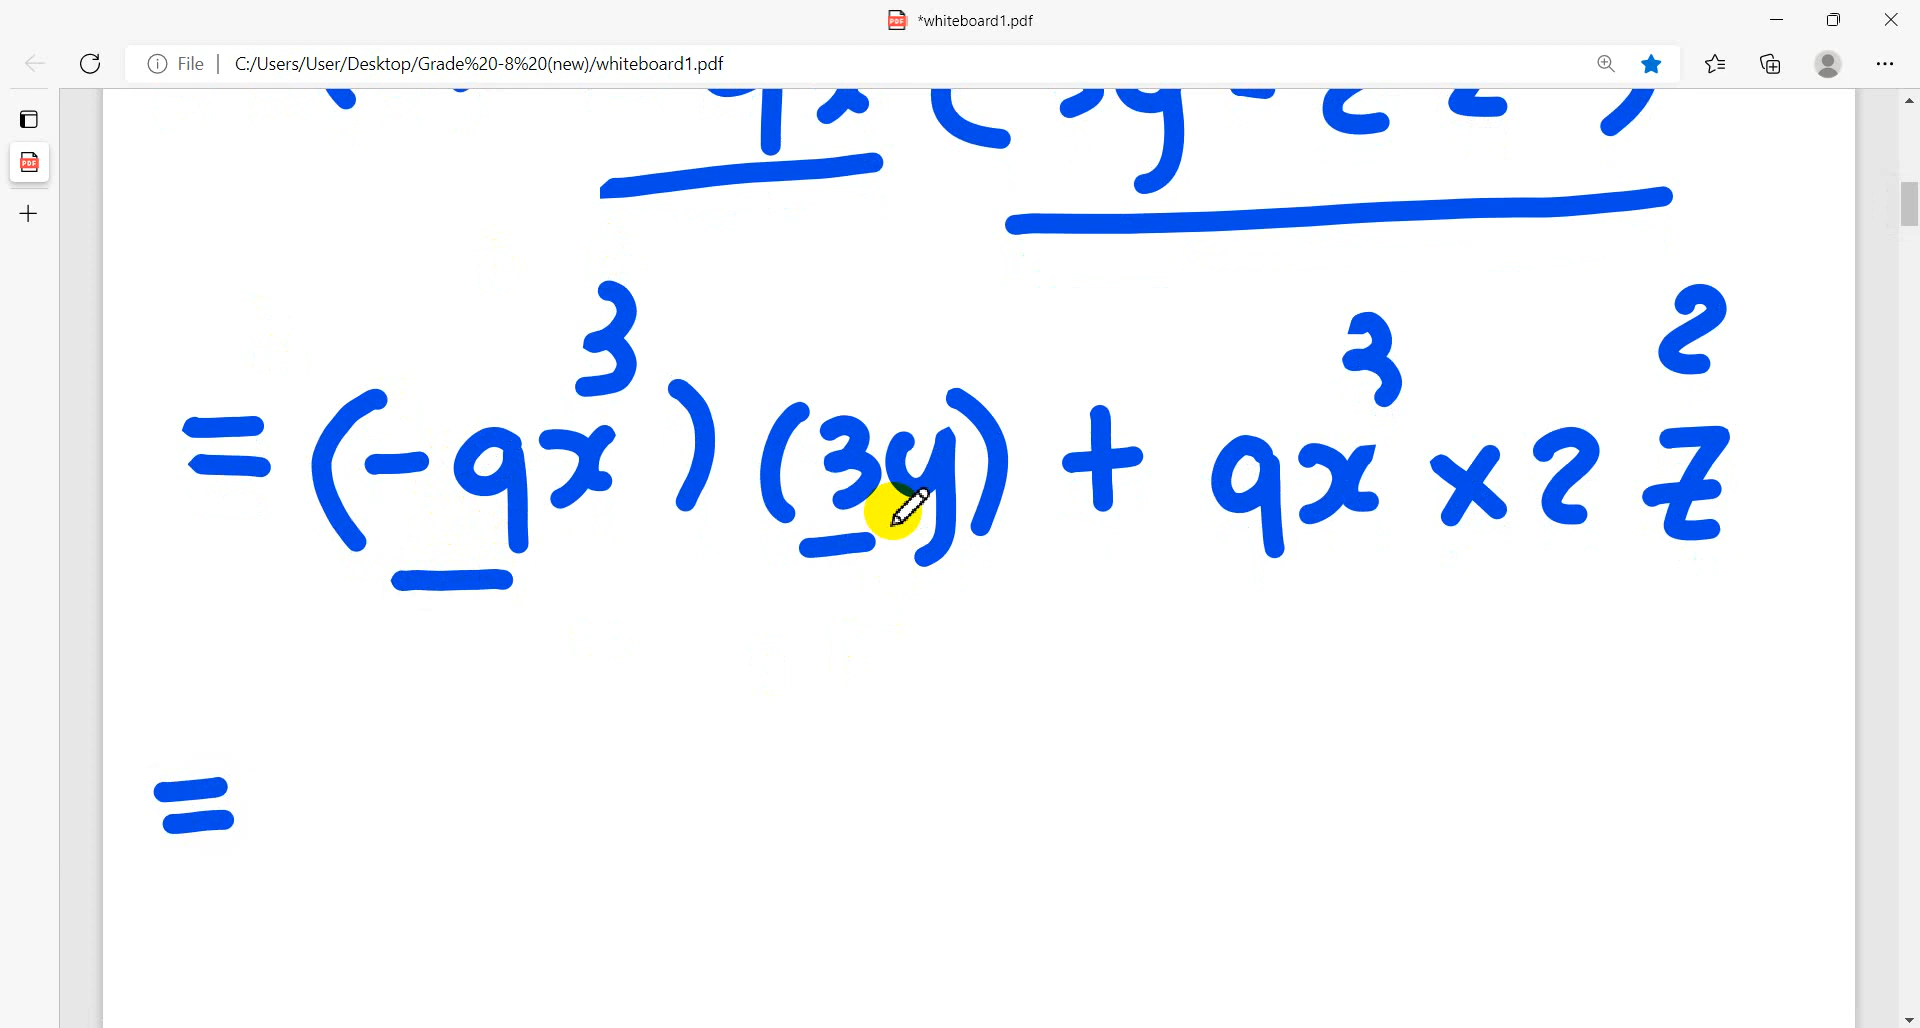 *whiteboard1.pdf
File | C:/Users/User/Desktop/Grade%20-8%20(new)/whiteboard1.pdf
= (-9x³)(3y) + 9x³ × 2z²
=